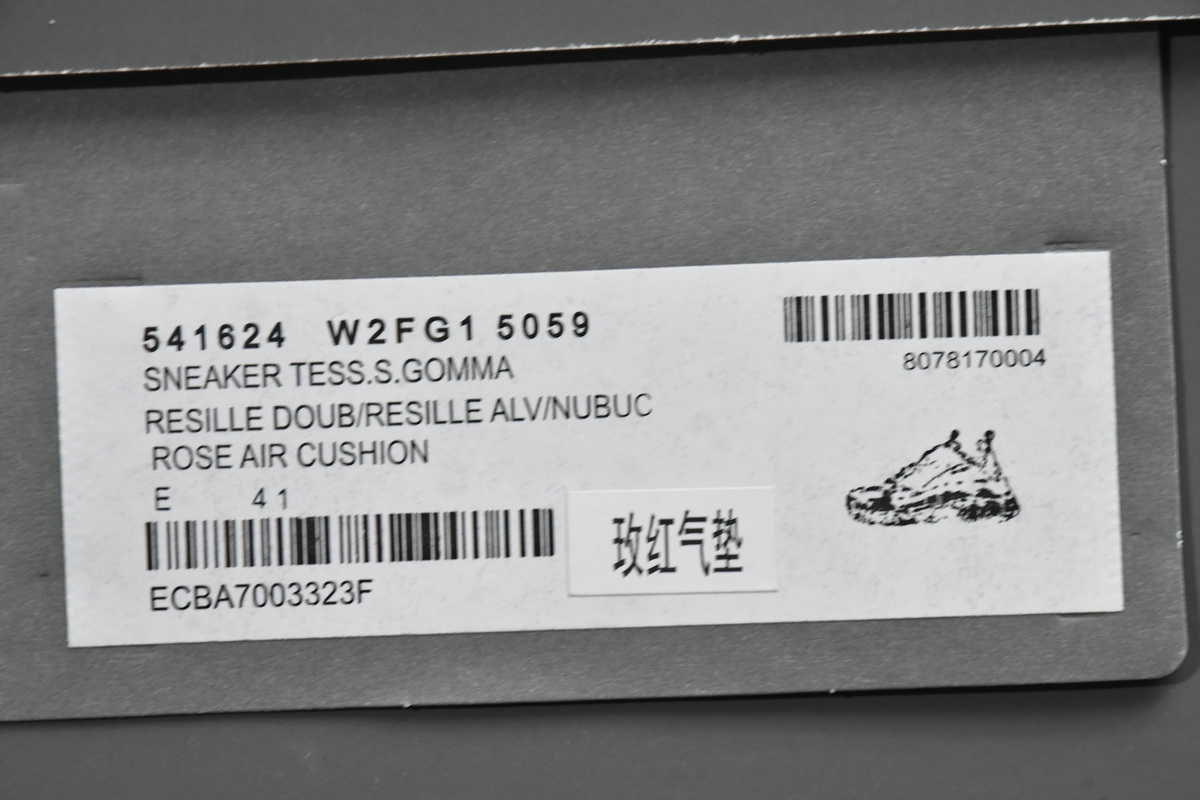 541624 W2FG1 5059
SNEAKER TESS.S.GOMMA
RESILLE DOUB/RESILLE ALV/NUBUC
ROSE AIR CUSHION
E 41
ECBA7003323F
8078170004
玫红气垫